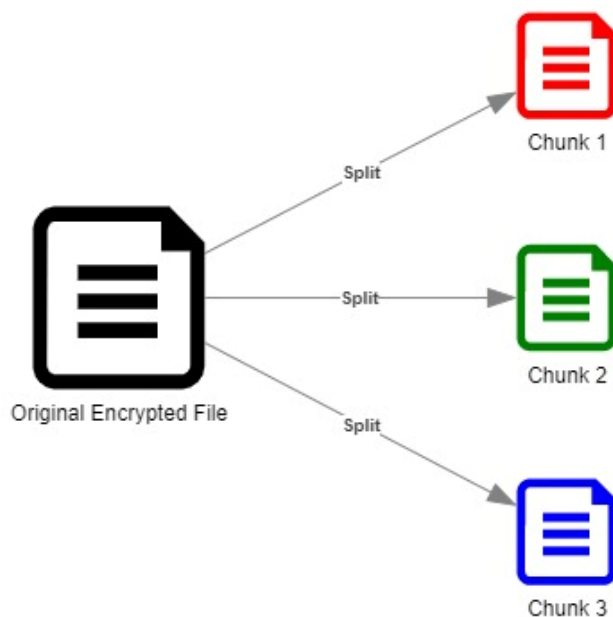 Chunk 1
Split
Split
Chunk 2
Original Encrypted File
Split
Chunk 3